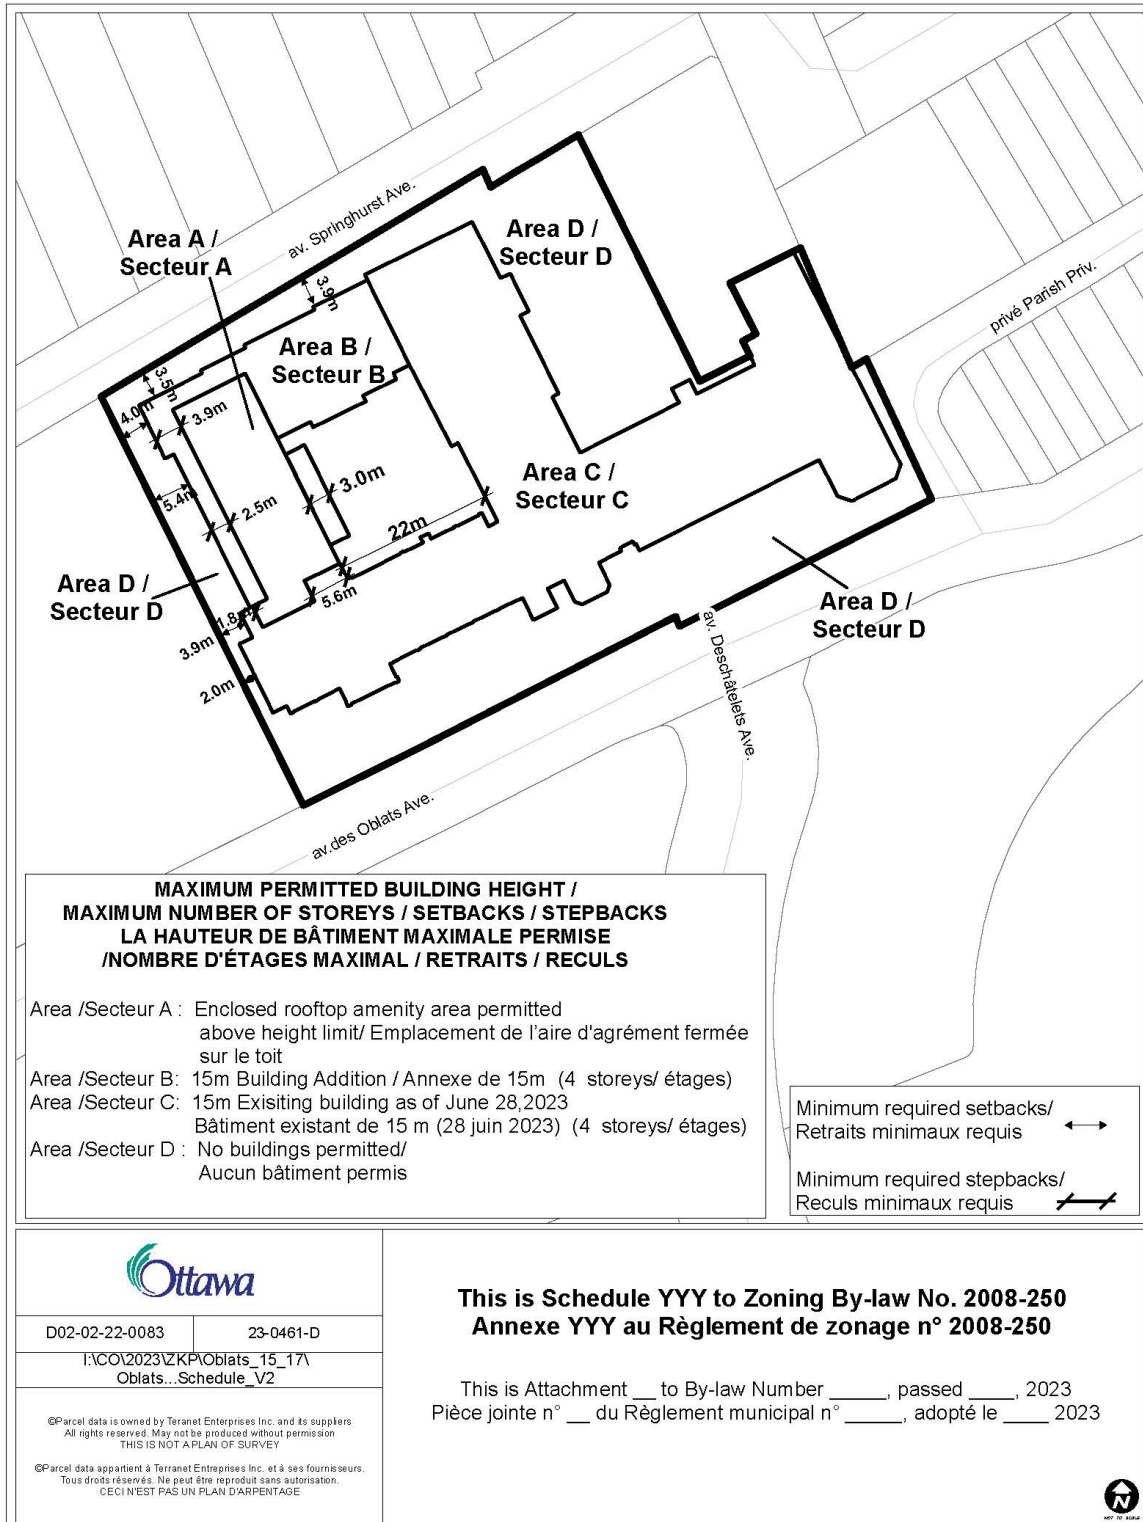 av. Springhurst Ave.
Area A /
Secteur A
Area D /
Secteur D
3.9m
privé Parish Priv.
Area B /
Secteur B
3.5m
4.0m
3.9m
Area C /
Secteur C
3.0m
5.4m
2.5m
22m
Area D /
Secteur D
5.6m
Area D /
Secteur D
1.8m
3.9m
2.0m
av. Deschâtelets Ave.
av.des Oblats Ave.
MAXIMUM PERMITTED BUILDING HEIGHT /
MAXIMUM NUMBER OF STOREYS / SETBACKS / STEPBACKS
LA HAUTEUR DE BÂTIMENT MAXIMALE PERMISE
/NOMBRE D'ÉTAGES MAXIMAL / RETRAITS / RECULS
Area /Secteur A : Enclosed rooftop amenity area permitted
above height limit/ Emplacement de l'aire d'agrément fermée
sur le toit
Area /Secteur B: 15m Building Addition / Annexe de 15m (4 storeys/ étages)
Area /Secteur C: 15m Exisiting building as of June 28,2023
Bâtiment existant de 15 m (28 juin 2023) (4 storeys/ étages)
Area /Secteur D : No buildings permitted/
Aucun bâtiment permis
Minimum required setbacks/
Retraits minimaux requis
Minimum required stepbacks/
Reculs minimaux requis
Ottawa
D02-02-22-0083
23-0461-D
I:\CO\2023\ZKP\Oblats_15_17\
Oblats...Schedule_V2
©Parcel data is owned by Teranet Enterprises Inc. and its suppliers
All rights reserved. May not be produced without permission
THIS IS NOT A PLAN OF SURVEY
©Parcel data appartient à Terranet Entreprises Inc. et à ses fournisseurs.
Tous droits réservés. Ne peut être reproduit sans autorisation.
CECI N'EST PAS UN PLAN D'ARPENTAGE
This is Schedule YYY to Zoning By-law No. 2008-250
Annexe YYY au Règlement de zonage n° 2008-250
This is Attachment __ to By-law Number _____, passed ____, 2023
Pièce jointe n° __ du Règlement municipal n° _____, adopté le ____ 2023
N
NOT TO SCALE